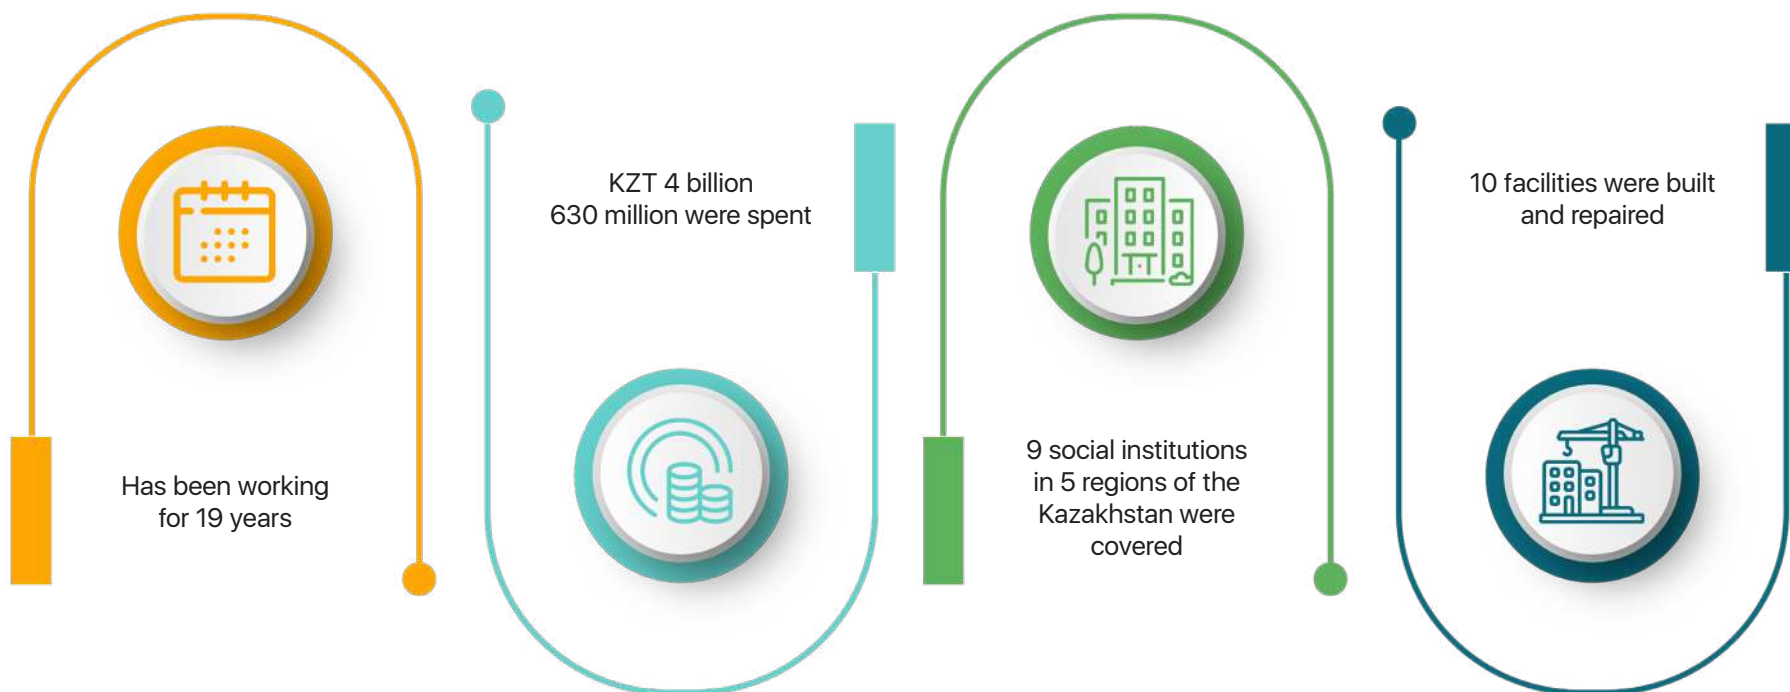 Has been working
for 19 years
KZT 4 billion
630 million were spent
9 social institutions
in 5 regions of the
Kazakhstan were
covered
10 facilities were built
and repaired